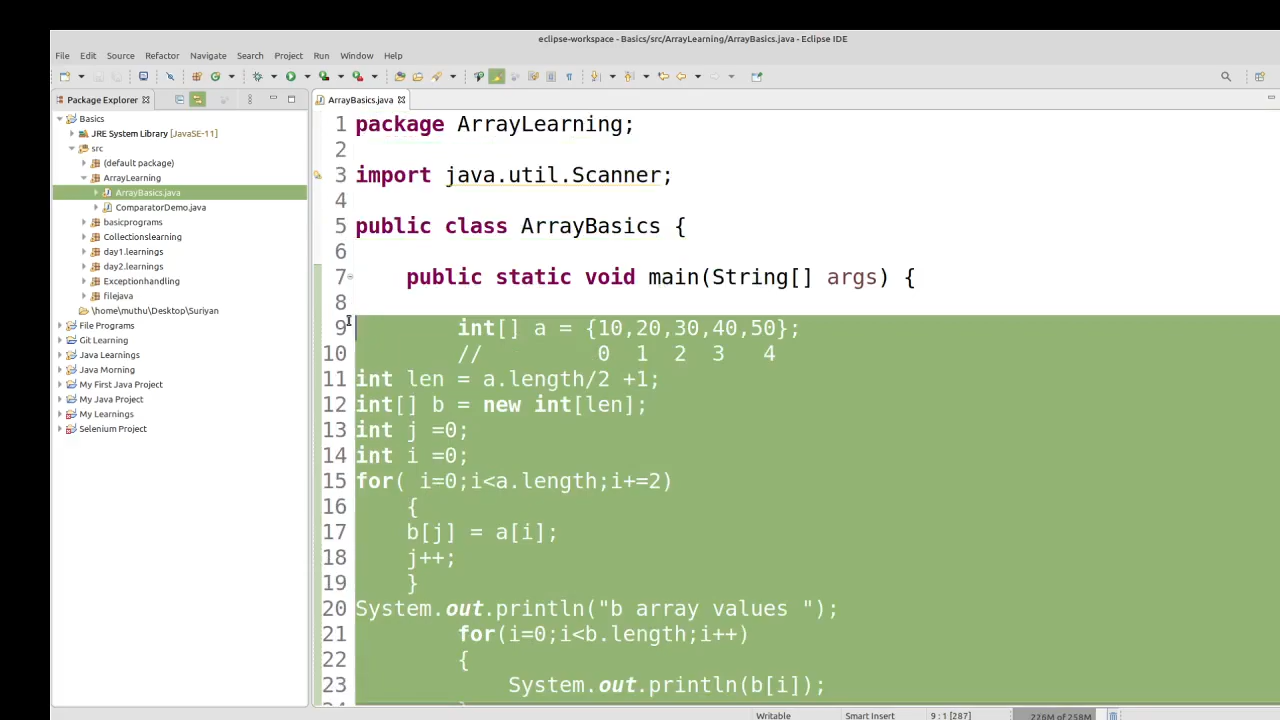 eclipse-workspace - Basics/src/ArrayLearning/ArrayBasics.java - Eclipse IDE
File Edit Source Refactor Navigate Search Project Run Window Help
Package Explorer
ArrayBasics.java
Basics
JRE System Library [JavaSE-11]
src
(default package)
ArrayLearning
ArrayBasics.java
ComparatorDemo.java
basicprograms
Collectionslearning
day1.learnings
day2.learnings
Exceptionhandling
filejava
\home\muthu\Desktop\Suriyan
File Programs
Git Learning
Java Learnings
Java Morning
My First Java Project
My Java Project
My Learnings
Selenium Project
1 package ArrayLearning;
2
3 import java.util.Scanner;
4
5 public class ArrayBasics {
6
7 public static void main(String[] args) {
8
9 int[] a = {10,20,30,40,50};
10 // 0 1 2 3 4
11 int len = a.length/2 +1;
12 int[] b = new int[len];
13 int j =0;
14 int i =0;
15 for( i=0;i<a.length;i+=2)
16 {
17 b[j] = a[i];
18 j++;
19 }
20 System.out.println("b array values ");
21 for(i=0;i<b.length;i++)
22 {
23 System.out.println(b[i]);
Writable Smart Insert 9 : 1 [287] 226M of 258M